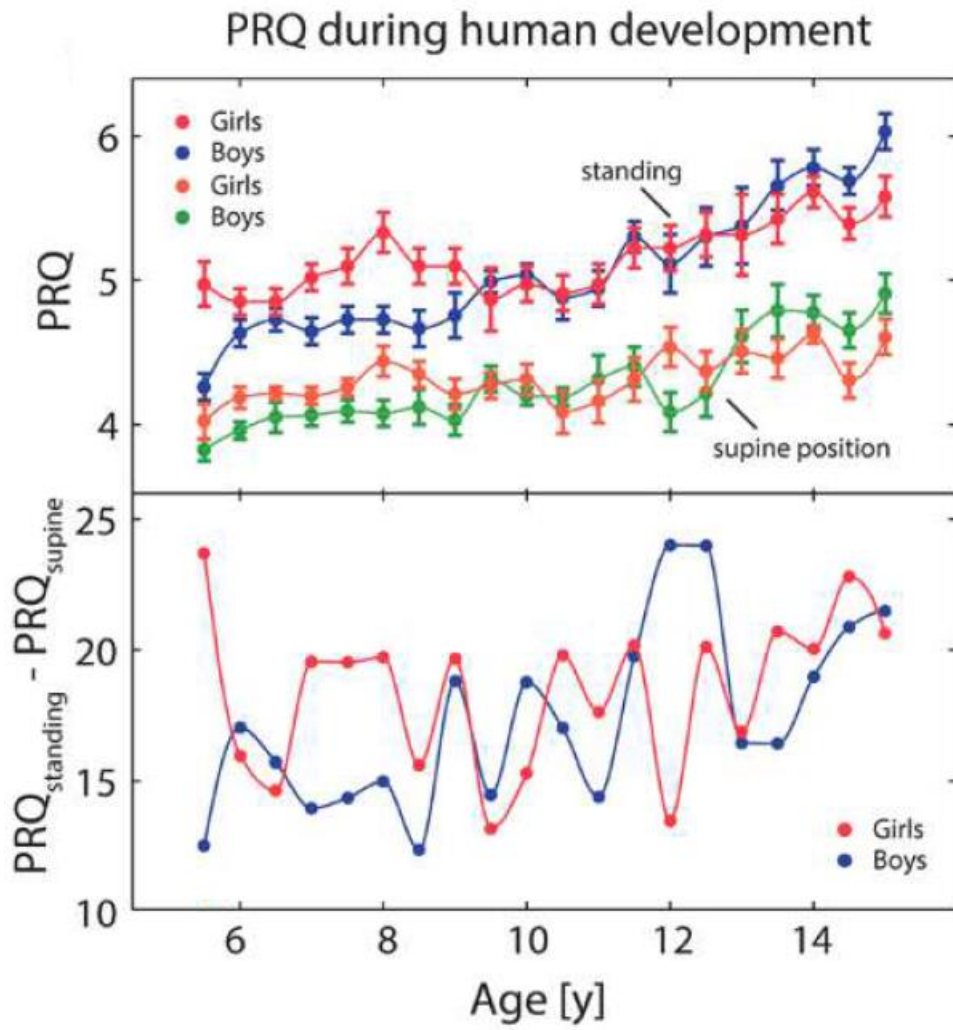 PRQ during human development
6
5
4
PRQ
Girls
Boys
Girls
Boys
standing
supine position
25
20
15
10
PRQstanding - PRQsupine
Girls
Boys
6 8 10 12 14
Age [y]